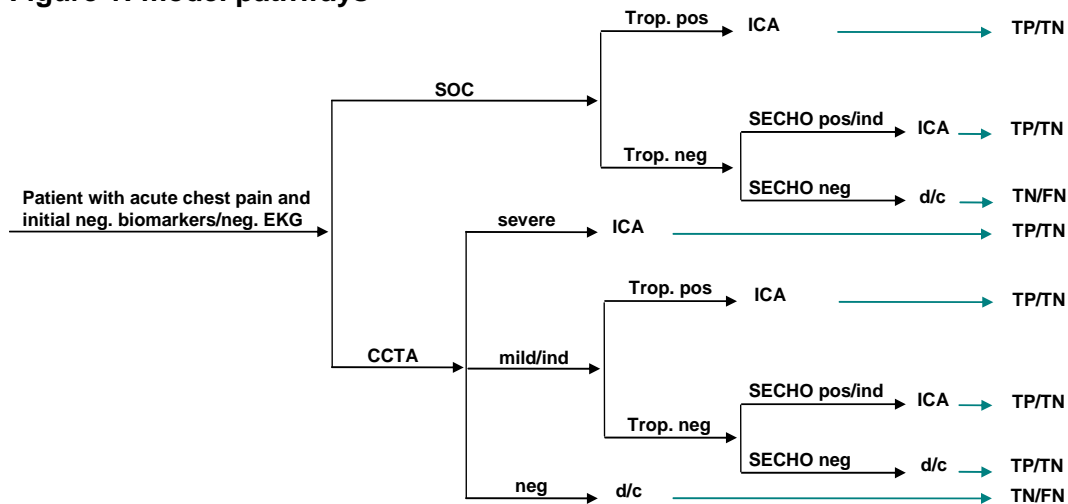 Figure 1. Model pathways
Trop. pos ICA TP/TN
SOC
SECHO pos/ind ICA TP/TN
Trop. neg
SECHO neg d/c TN/FN
Patient with acute chest pain and
initial neg. biomarkers/neg. EKG
severe ICA TP/TN
Trop. pos ICA TP/TN
CCTA mild/ind
SECHO pos/ind ICA TP/TN
Trop. neg
SECHO neg d/c TP/TN
neg d/c TN/FN